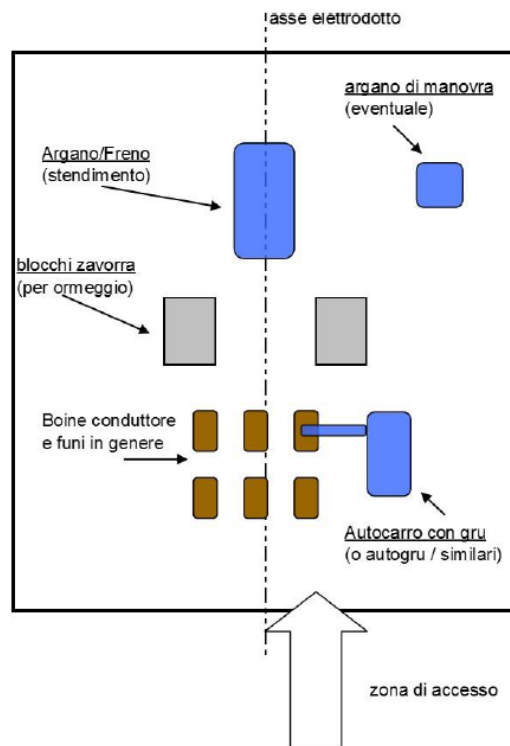 asse elettrodotto
argano di manovra
(eventuale)
Argano/Freno
(stendimento)
blocchi zavorra
(per ormeggio)
Boine conduttore
e funi in genere
Autocarro con gru
(o autogru / similari)
zona di accesso